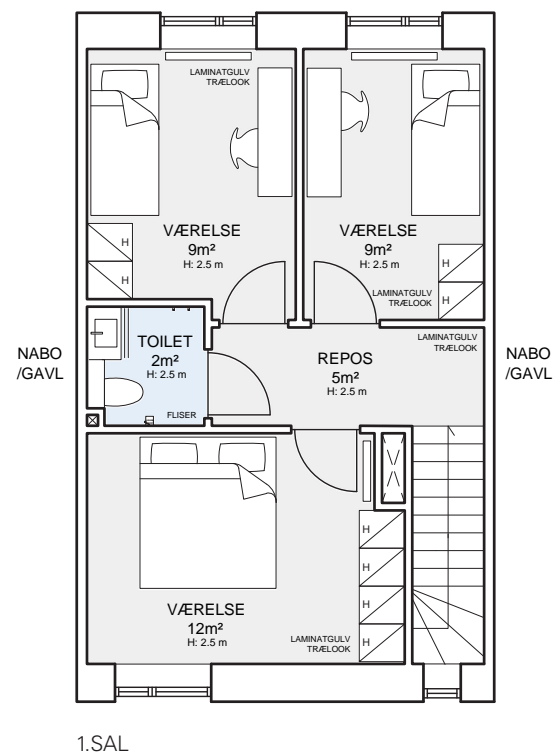 LAMINATGULV
TRÆLOOK
VÆRELSE
9m²
H: 2.5 m
H
H
VÆRELSE
9m²
H: 2.5 m
LAMINATGULV
TRÆLOOK
H
H
NABO
/GAVL
TOILET
2m²
H: 2.5 m
FLISER
REPOS
5m²
H: 2.5 m
LAMINATGULV
TRÆLOOK
NABO
/GAVL
VÆRELSE
12m²
H: 2.5 m
LAMINATGULV
TRÆLOOK
H
H
H
H
1.SAL